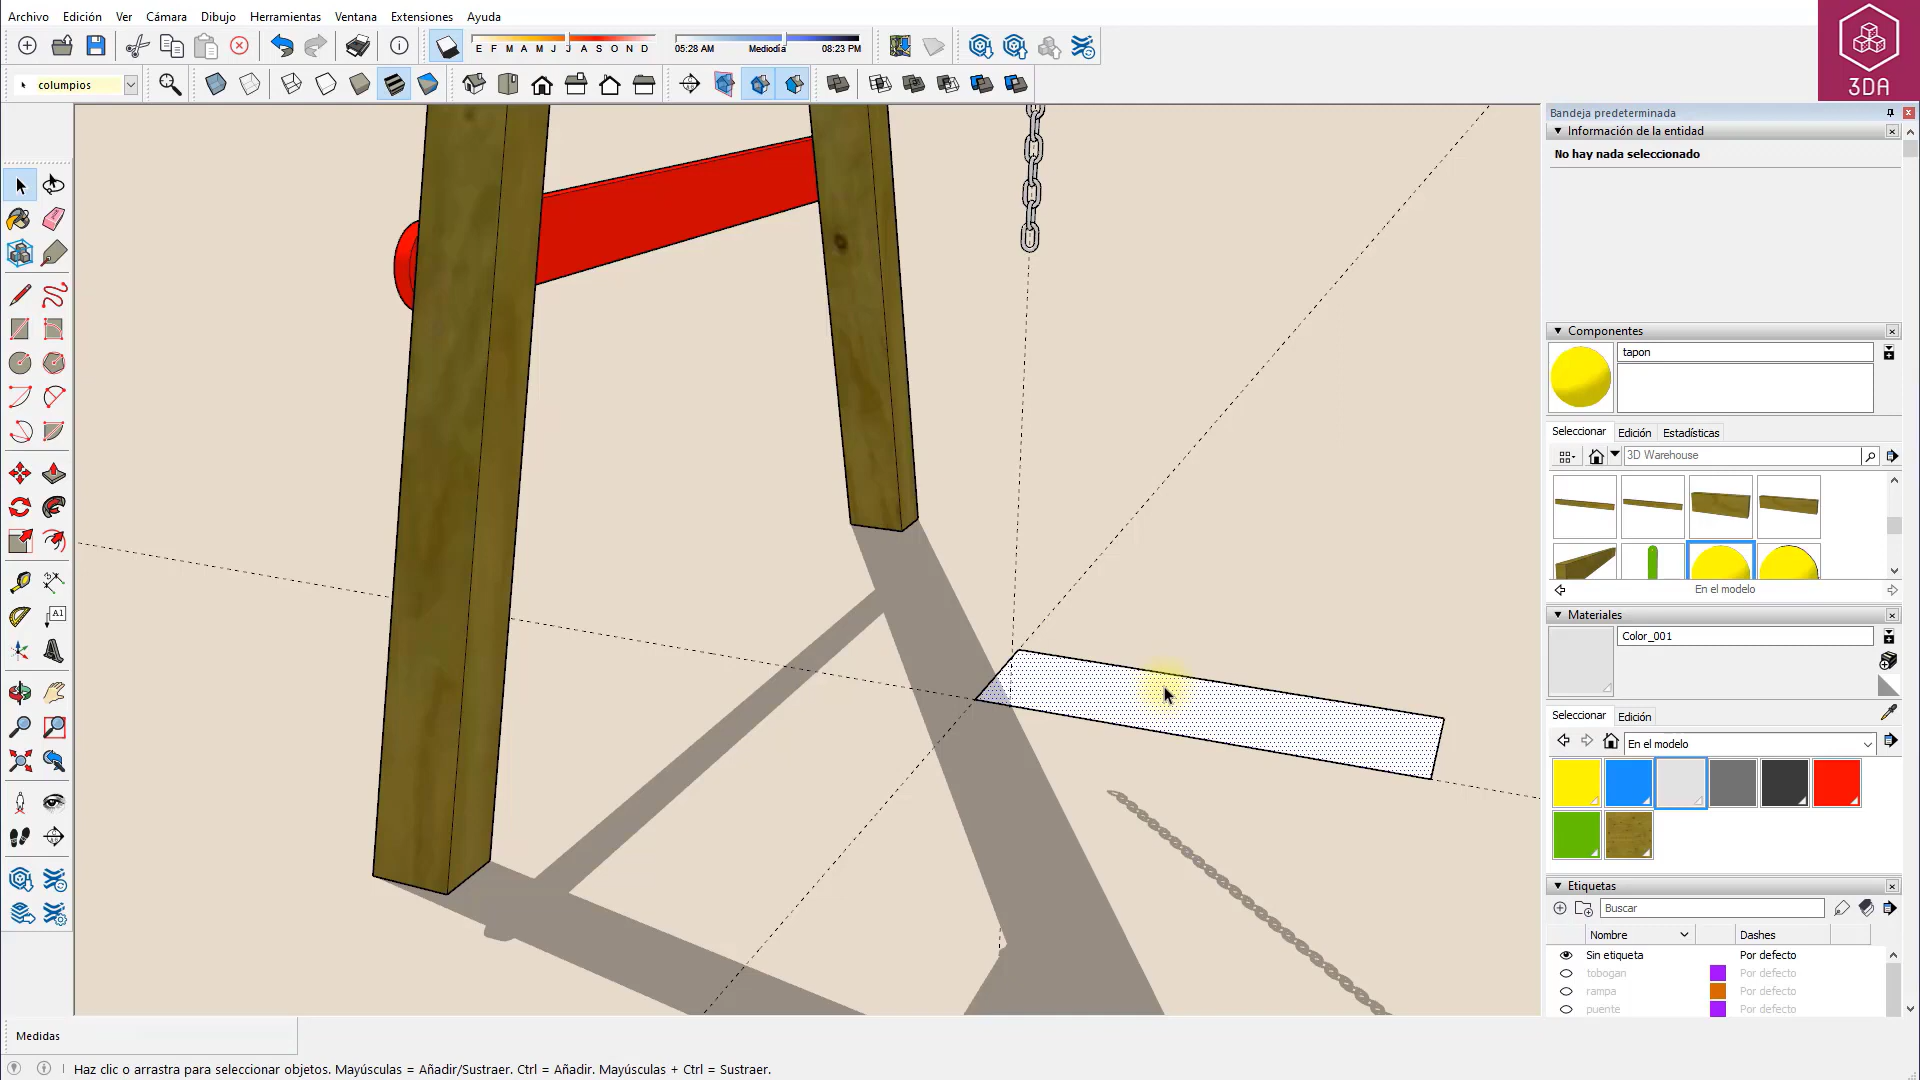 Archivo Edición Ver Cámara Dibujo Herramientas Ventana Extensiones Ayuda
E F M A M J J A S O N D
05:28 AM Mediodía 08:23 PM
3DA
columpios
Bandeja predeterminada
Información de la entidad
No hay nada seleccionado
Componentes
tapon
Seleccionar Edición Estadísticas
3D Warehouse
En el modelo
A1
Materiales
Color_001
Seleccionar Edición
En el modelo
Etiquetas
Buscar
Nombre Dashes
Sin etiqueta Por defecto
tobogan Por defecto
rampa Por defecto
puente Por defecto
Medidas
Haz clic o arrastra para seleccionar objetos. Mayúsculas = Añadir/Sustraer. Ctrl = Añadir. Mayúsculas + Ctrl = Sustraer.